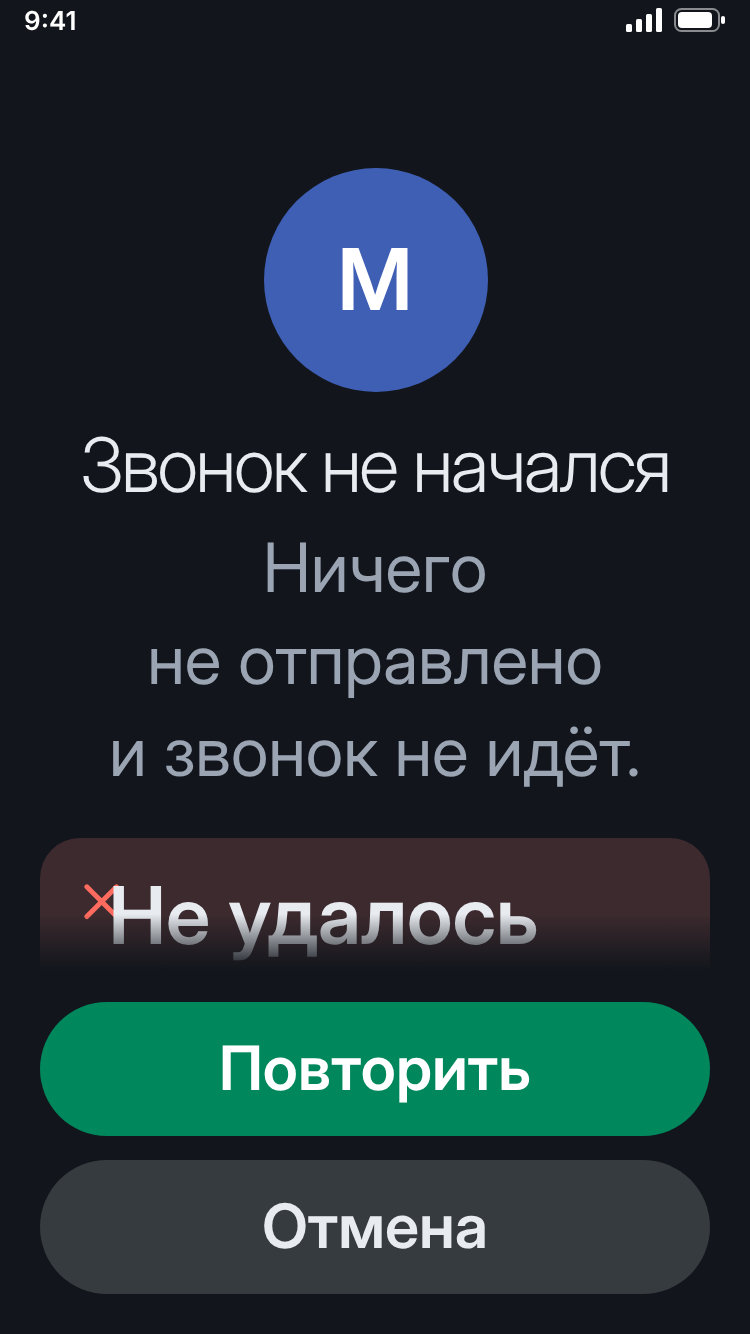 9:41
М
Звонок не начался
Ничего
не отправлено
и звонок не идёт.
Не удалось
Повторить
Отмена